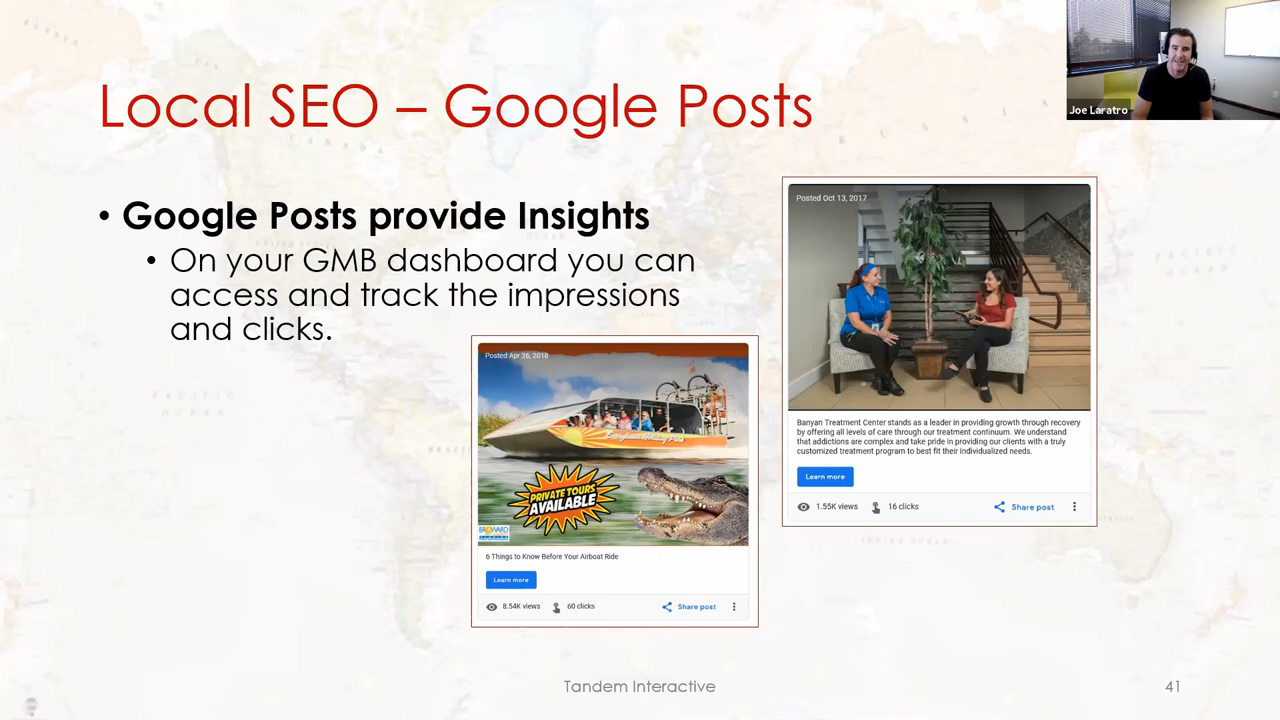 Local SEO – Google Posts
Joe Laratro
• Google Posts provide Insights
• On your GMB dashboard you can
access and track the impressions
and clicks.
Posted Apr 26, 2018
Everglades Holiday Park
PRIVATE TOURS
AVAILABLE
BROWARD
6 Things to Know Before Your Airboat Ride
Learn more
8.54K views
60 clicks
Share post
Posted Oct 13, 2017
Banyan Treatment Center stands as a leader in providing growth through recovery
by offering all levels of care through our treatment continuum. We understand
that addictions are complex and take pride in providing our clients with a truly
customized treatment program to best fit their individualized needs.
Learn more
1.55K views
16 clicks
Share post
Tandem Interactive
41